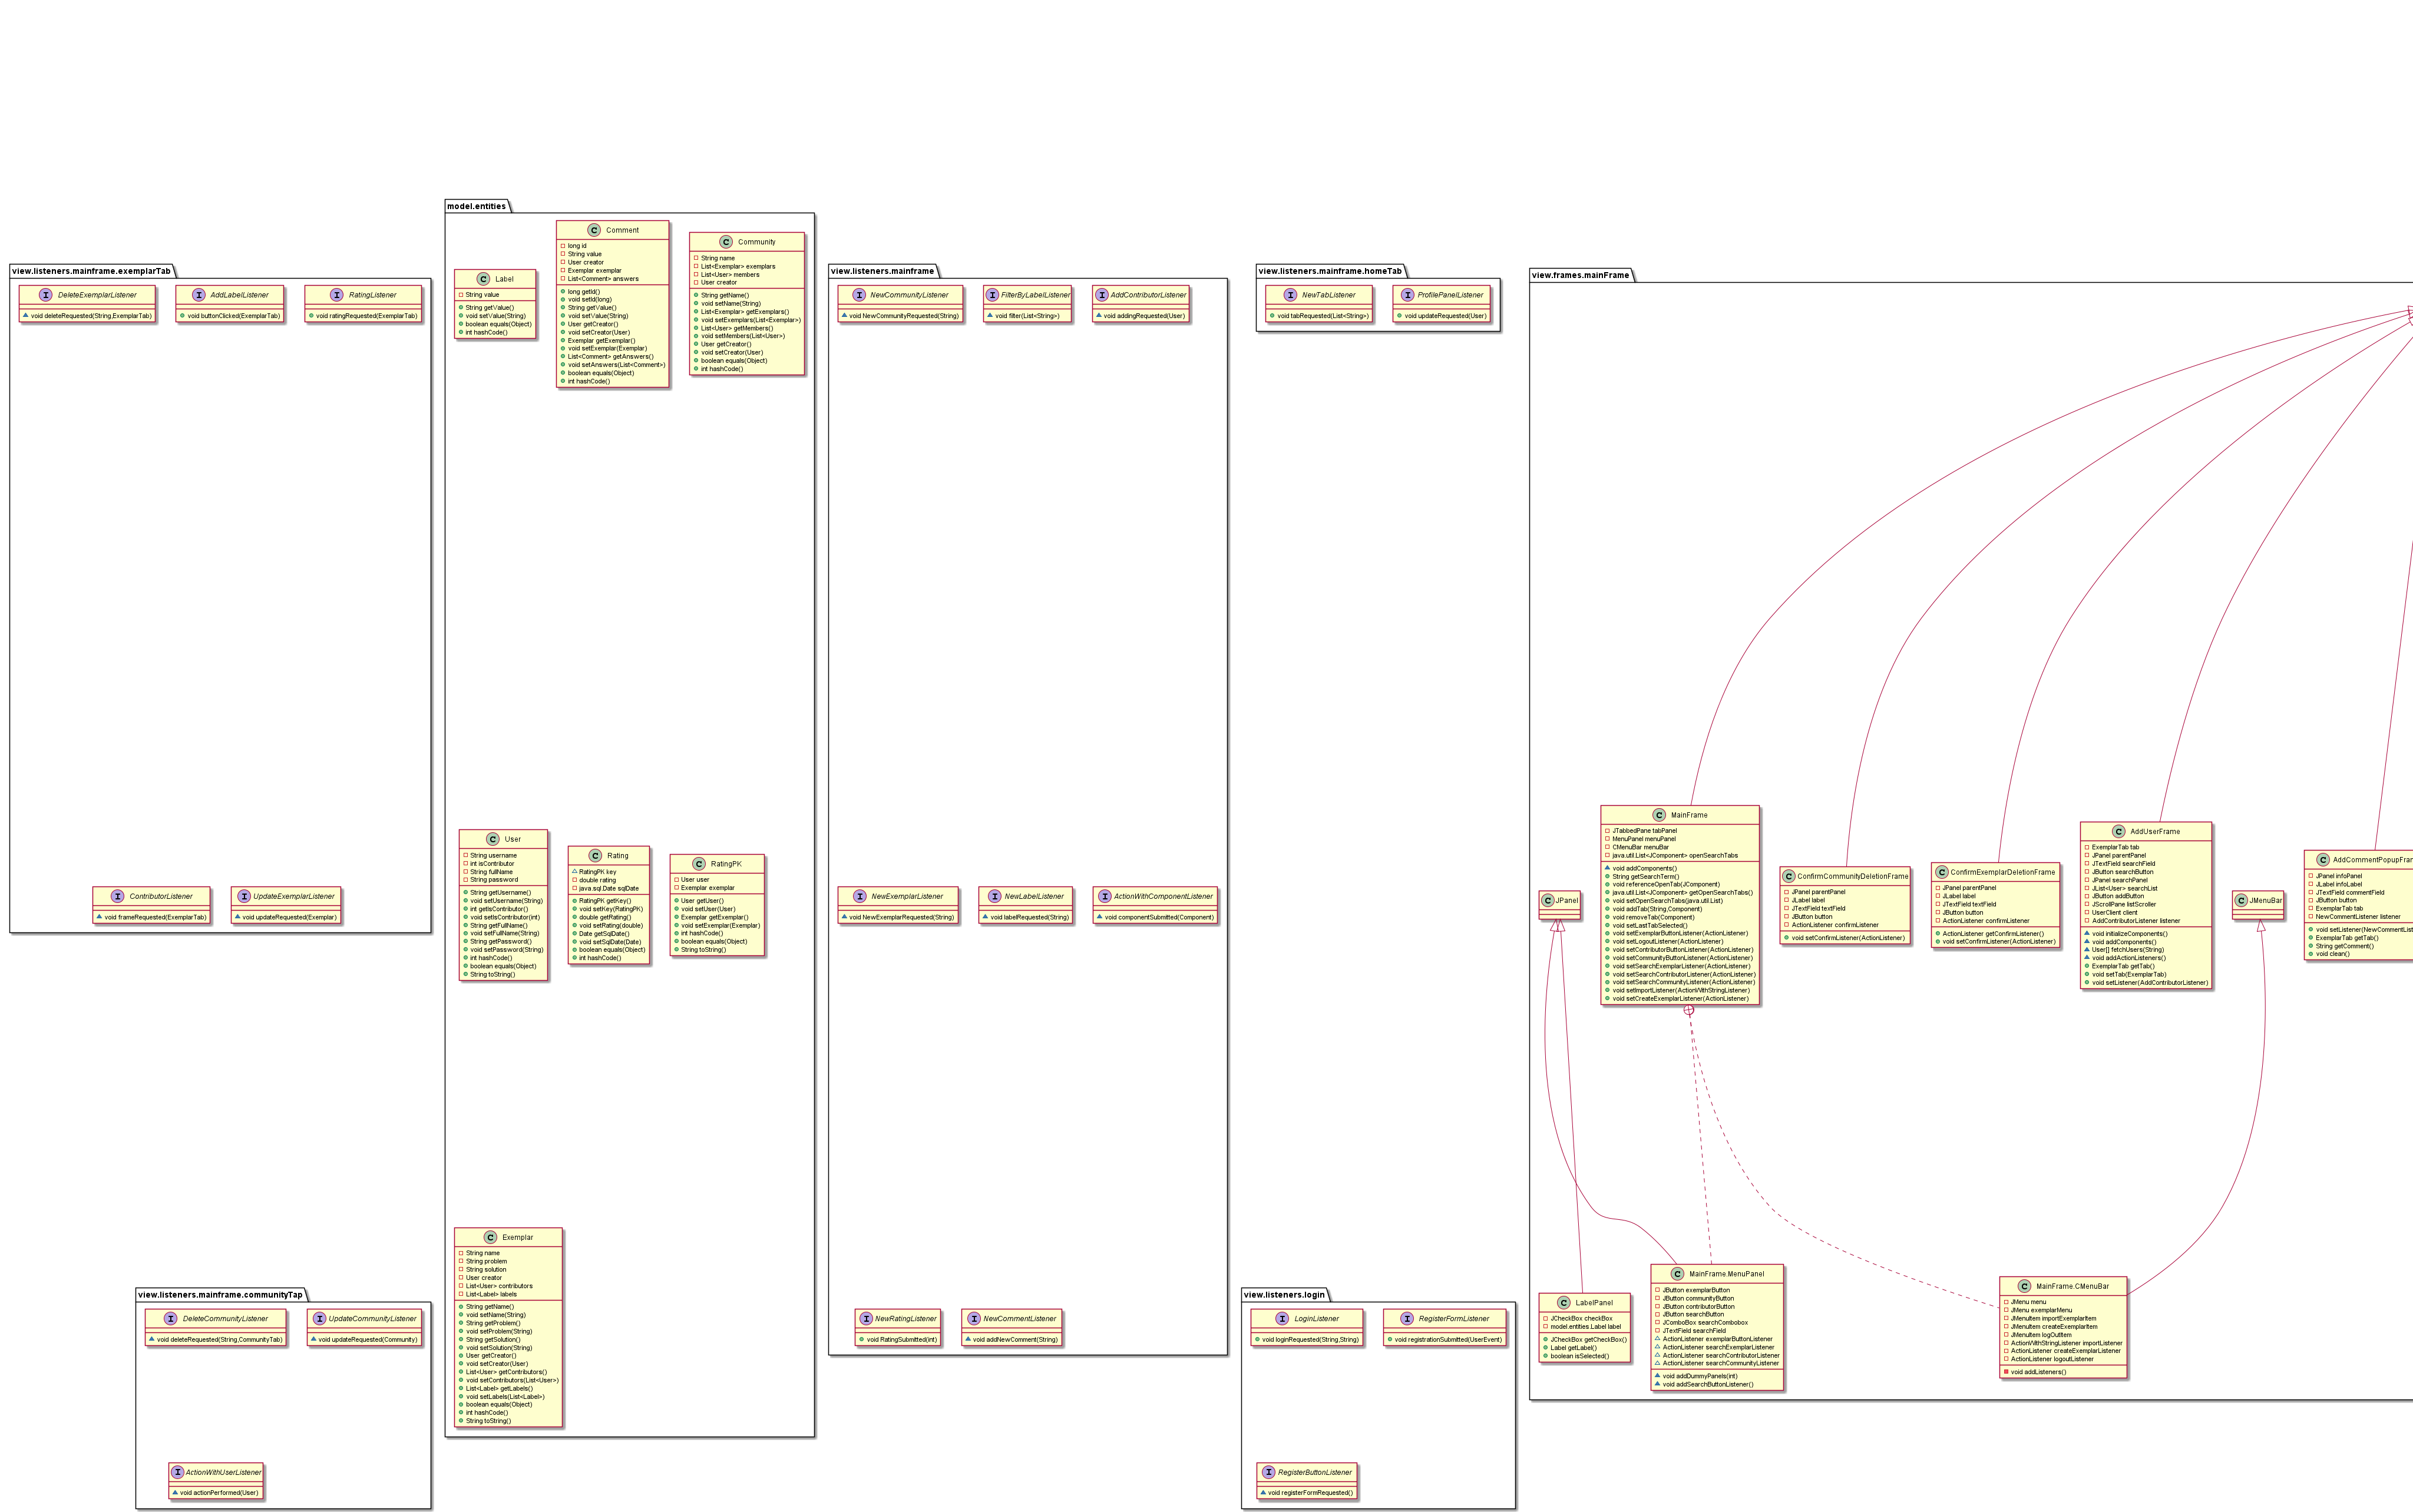 view.listeners.mainframe.exemplarTab
DeleteExemplarListener
void deleteRequested(String,ExemplarTab)
AddLabelListener
void buttonClicked(ExemplarTab)
RatingListener
void ratingRequested(ExemplarTab)
ContributorListener
void frameRequested(ExemplarTab)
UpdateExemplarListener
void updateRequested(Exemplar)
model.entities
Label
String value
String getValue()
void setValue(String)
boolean equals(Object)
int hashCode()
Comment
long id
String value
User creator
Exemplar exemplar
List<Comment> answers
long getId()
void setId(long)
String getValue()
void setValue(String)
User getCreator()
void setCreator(User)
Exemplar getExemplar()
void setExemplar(Exemplar)
List<Comment> getAnswers()
void setAnswers(List<Comment>)
boolean equals(Object)
int hashCode()
Community
String name
List<Exemplar> exemplars
List<User> members
User creator
String getName()
void setName(String)
List<Exemplar> getExemplars()
void setExemplars(List<Exemplar>)
List<User> getMembers()
void setMembers(List<User>)
User getCreator()
void setCreator(User)
boolean equals(Object)
int hashCode()
User
String username
int isContributor
String fullName
String password
String getUsername()
void setUsername(String)
int getIsContributor()
void setIsContributor(int)
String getFullName()
void setFullName(String)
String getPassword()
void setPassword(String)
int hashCode()
boolean equals(Object)
String toString()
Rating
RatingPK key
double rating
java.sql.Date sqlDate
RatingPK getKey()
void setKey(RatingPK)
double getRating()
void setRating(double)
Date getSqlDate()
void setSqlDate(Date)
boolean equals(Object)
int hashCode()
RatingPK
User user
Exemplar exemplar
User getUser()
void setUser(User)
Exemplar getExemplar()
void setExemplar(Exemplar)
int hashCode()
boolean equals(Object)
String toString()
Exemplar
String name
String problem
String solution
User creator
List<User> contributors
List<Label> labels
String getName()
void setName(String)
String getProblem()
void setProblem(String)
String getSolution()
void setSolution(String)
User getCreator()
void setCreator(User)
List<User> getContributors()
void setContributors(List<User>)
List<Label> getLabels()
void setLabels(List<Label>)
boolean equals(Object)
int hashCode()
String toString()
view.listeners.mainframe
NewCommunityListener
void NewCommunityRequested(String)
FilterByLabelListener
void filter(List<String>)
AddContributorListener
void addingRequested(User)
NewExemplarListener
void NewExemplarRequested(String)
NewLabelListener
void labelRequested(String)
ActionWithComponentListener
void componentSubmitted(Component)
NewRatingListener
void RatingSubmitted(int)
NewCommentListener
void addNewComment(String)
view.listeners.mainframe.homeTab
NewTabListener
void tabRequested(List<String>)
ProfilePanelListener
void updateRequested(User)
view.frames.mainFrame
MainFrame
JTabbedPane tabPanel
MenuPanel menuPanel
CMenuBar menuBar
java.util.List<JComponent> openSearchTabs
void addComponents()
String getSearchTerm()
void referenceOpenTab(JComponent)
java.util.List<JComponent> getOpenSearchTabs()
void setOpenSearchTabs(java.util.List)
void addTab(String,Component)
void removeTab(Component)
void setLastTabSelected()
void setExemplarButtonListener(ActionListener)
void setLogoutListener(ActionListener)
void setContributorButtonListener(ActionListener)
void setCommunityButtonListener(ActionListener)
void setSearchExemplarListener(ActionListener)
void setSearchContributorListener(ActionListener)
void setSearchCommunityListener(ActionListener)
void setImportListener(ActionWithStringListener)
void setCreateExemplarListener(ActionListener)
ConfirmCommunityDeletionFrame
JPanel parentPanel
JLabel label
JTextField textField
JButton button
ActionListener confirmListener
void setConfirmListener(ActionListener)
ConfirmExemplarDeletionFrame
JPanel parentPanel
JLabel label
JTextField textField
JButton button
ActionListener confirmListener
ActionListener getConfirmListener()
void setConfirmListener(ActionListener)
AddUserFrame
ExemplarTab tab
JPanel parentPanel
JTextField searchField
JButton searchButton
JPanel searchPanel
JList<User> searchList
JButton addButton
JScrollPane listScroller
UserClient client
AddContributorListener listener
void initializeComponents()
void addComponents()
User[] fetchUsers(String)
void addActionListeners()
ExemplarTab getTab()
void setTab(ExemplarTab)
void setListener(AddContributorListener)
JPanel
JMenuBar
AddCommentPopupFran
JPanel infoPanel
JLabel infoLabel
JTextField commentField
JButton button
ExemplarTab tab
NewCommentListener listener
void setListener(NewCommentList
ExemplarTab getTab()
String getComment()
void clean()
LabelPanel
JCheckBox checkBox
model.entities.Label label
JCheckBox getCheckBox()
Label getLabel()
boolean isSelected()
MainFrame.MenuPanel
JButton exemplarButton
JButton communityButton
JButton contributorButton
JButton searchButton
JComboBox searchCombobox
JTextField searchField
ActionListener exemplarButtonListener
ActionListener searchExemplarListener
ActionListener searchContributorListener
ActionListener searchCommunityListener
void addDummyPanels(int)
void addSearchButtonListener()
MainFrame.CMenuBar
JMenu menu
JMenu exemplarMenu
JMenuItem importExemplarItem
JMenuItem createExemplarItem
JMenuItem logOutItem
ActionWithStringListener importListener
ActionListener createExemplarListener
ActionListener logoutListener
void addListeners()
view.listeners.mainframe.communityTap
DeleteCommunityListener
void deleteRequested(String,CommunityTab)
UpdateCommunityListener
void updateRequested(Community)
ActionWithUserListener
void actionPerformed(User)
view.listeners.login
LoginListener
void loginRequested(String,String)
RegisterFormListener
void registrationSubmitted(UserEvent)
RegisterButtonListener
void registerFormRequested()